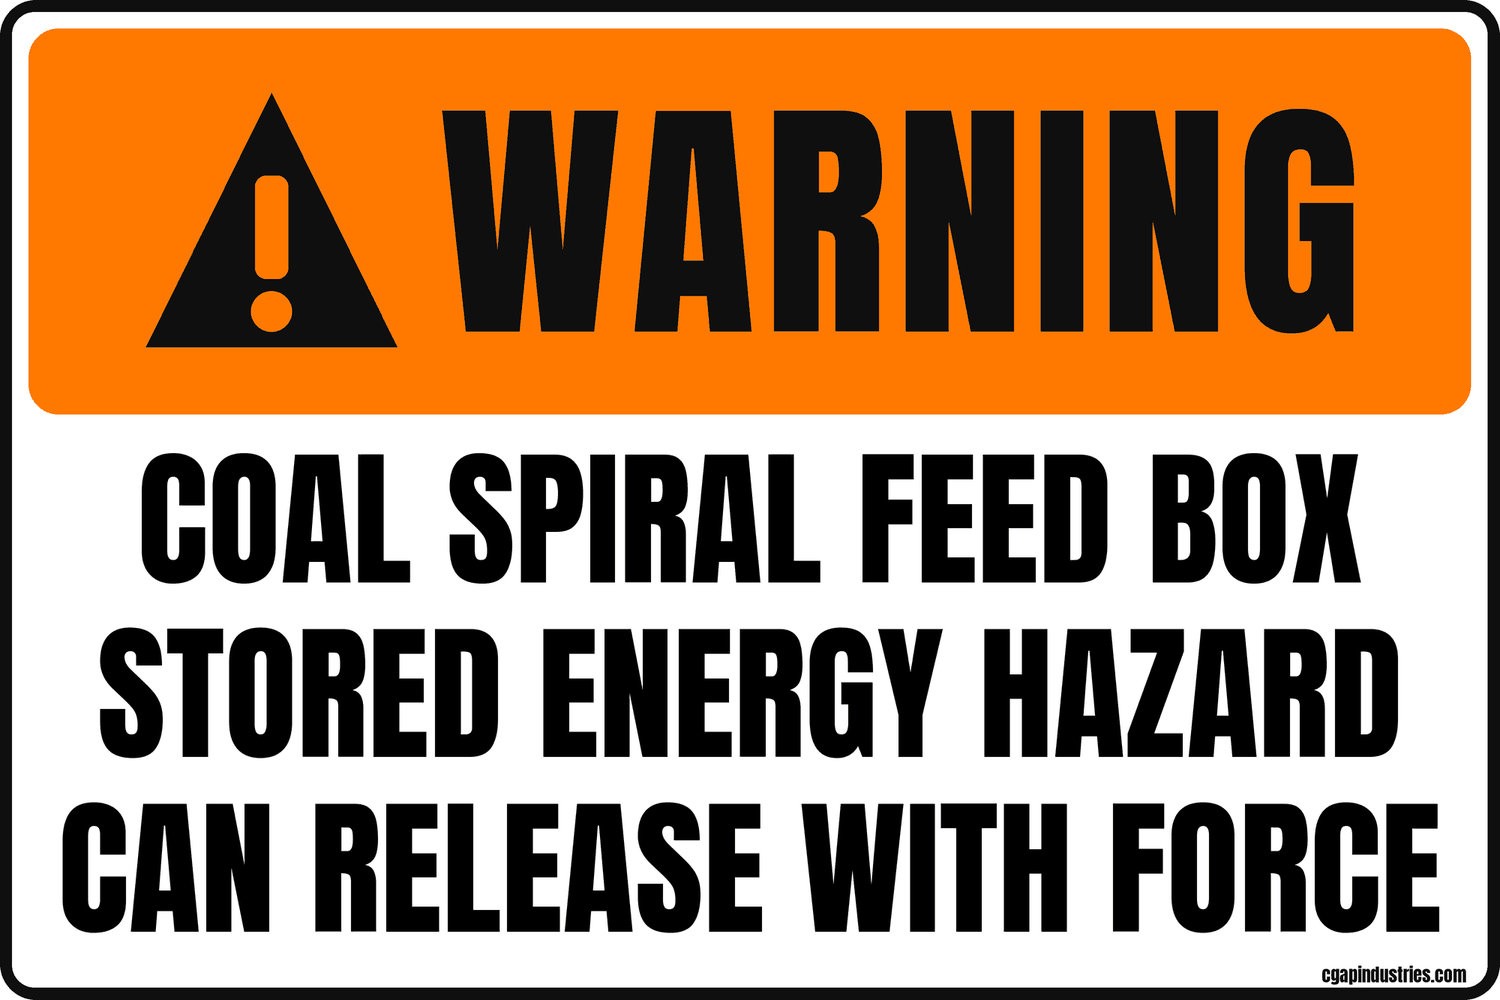 WARNING
COAL SPIRAL FEED BOX
STORED ENERGY HAZARD
CAN RELEASE WITH FORCE
cgapindustries.com